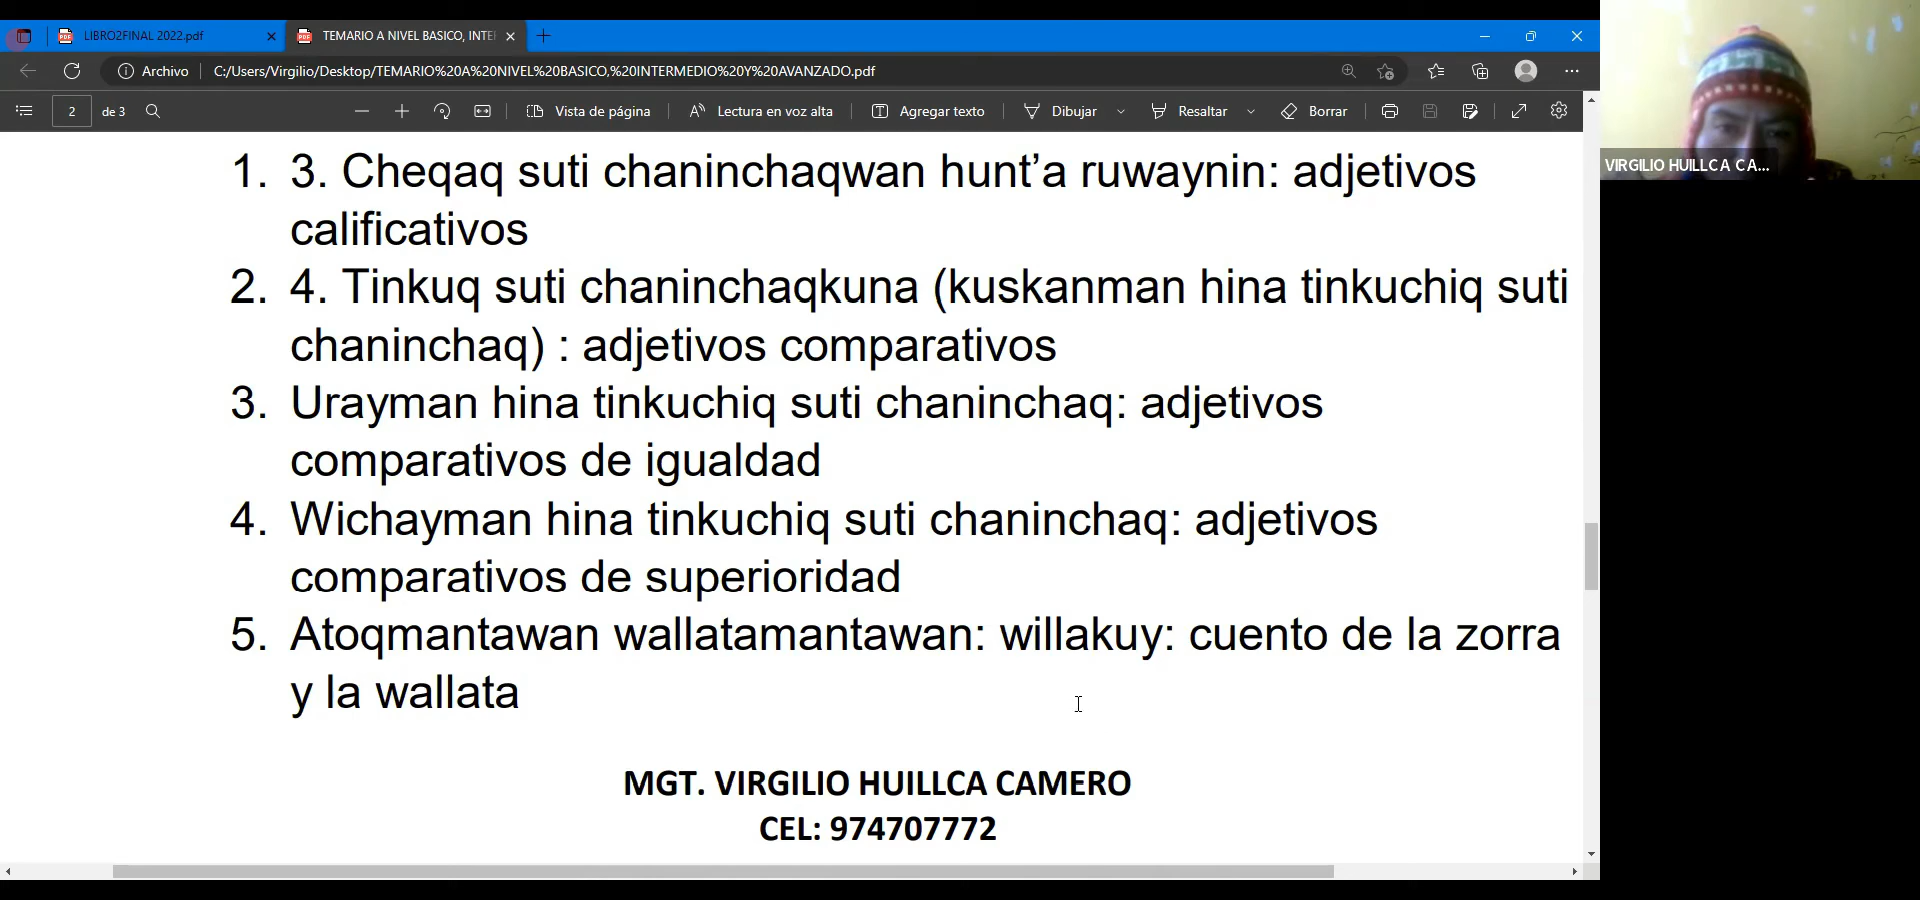 LIBRO2FINAL 2022.pdf
TEMARIO A NIVEL BASICO, INTE
Archivo
C:/Users/Virgilio/Desktop/TEMARIO%20A%20NIVEL%20BASICO,%20INTERMEDIO%20Y%20AVANZADO.pdf
2 de 3
Vista de página
Lectura en voz alta
Agregar texto
Dibujar
Resaltar
Borrar
1. 3. Cheqaq suti chaninchaqwan hunt’a ruwaynin: adjetivos
calificativos
2. 4. Tinkuq suti chaninchaqkuna (kuskanman hina tinkuchiq suti
chaninchaq) : adjetivos comparativos
3. Urayman hina tinkuchiq suti chaninchaq: adjetivos
comparativos de igualdad
4. Wichayman hina tinkuchiq suti chaninchaq: adjetivos
comparativos de superioridad
5. Atoqmantawan wallatamantawan: willakuy: cuento de la zorra
y la wallata
MGT. VIRGILIO HUILLCA CAMERO
CEL: 974707772
VIRGILIO HUILLCA CA...